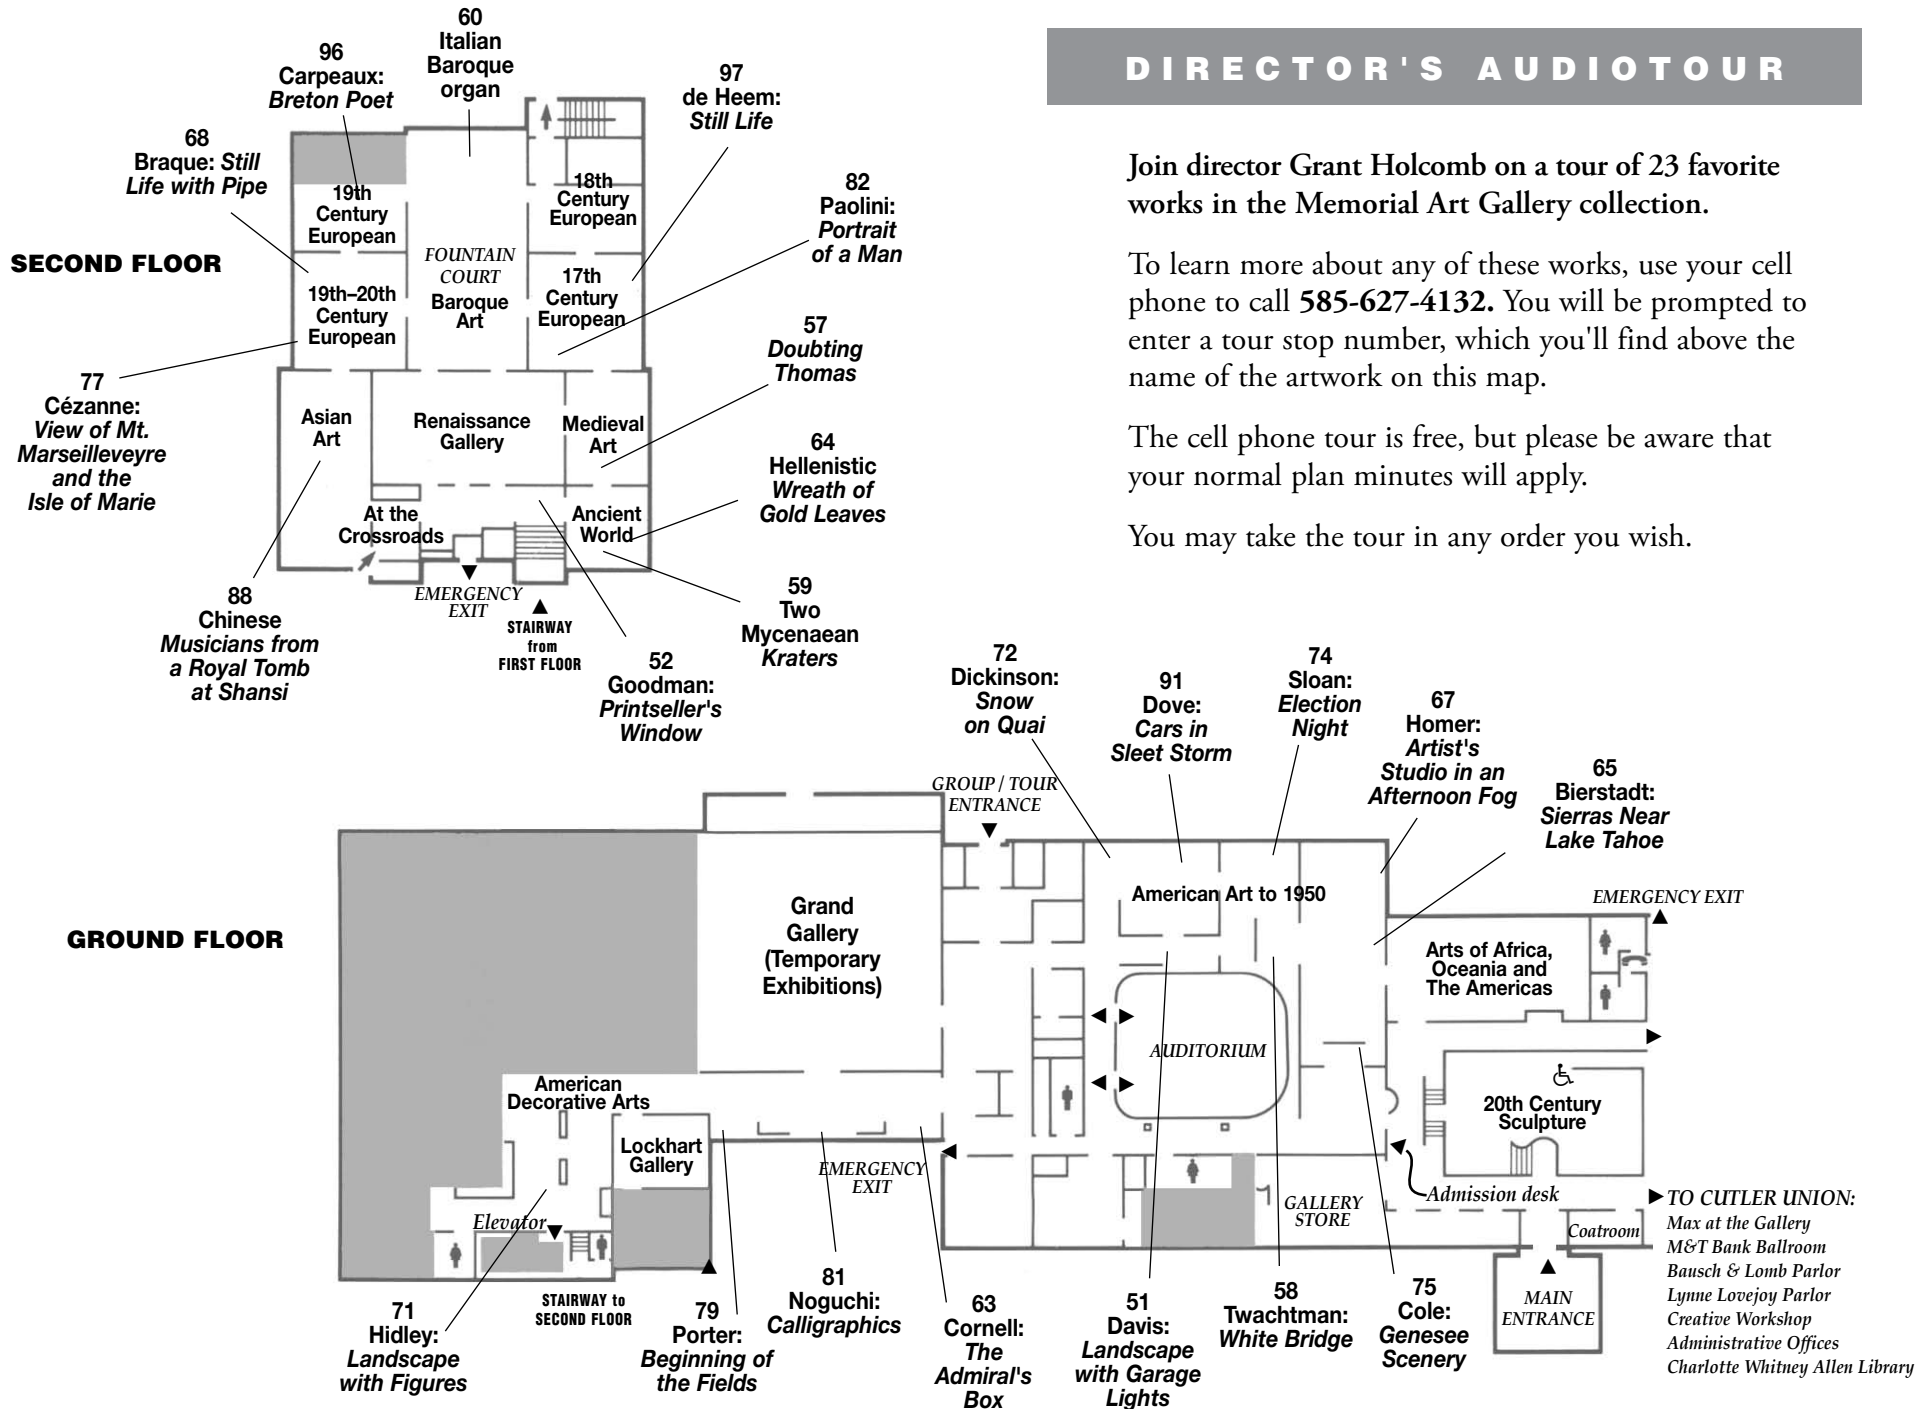 DIRECTOR'S AUDIOTOUR
Join director Grant Holcomb on a tour of 23 favorite
works in the Memorial Art Gallery collection.
To learn more about any of these works, use your cell
phone to call 585-627-4132. You will be prompted to
enter a tour stop number, which you'll find above the
name of the artwork on this map.
The cell phone tour is free, but please be aware that
your normal plan minutes will apply.
You may take the tour in any order you wish.
SECOND FLOOR
60
Italian
Baroque
organ
96
Carpeaux:
Breton Poet
97
de Heem:
Still Life
68
Braque: Still
Life with Pipe
82
Paolini:
Portrait
of a Man
57
Doubting
Thomas
77
Cézanne:
View of Mt.
Marseilleveyre
and the
Isle of Marie
64
Hellenistic
Wreath of
Gold Leaves
88
Chinese
Musicians from
a Royal Tomb
at Shansi
59
Two
Mycenaean
Kraters
52
Goodman:
Printseller's
Window
19th
Century
European
18th
Century
European
FOUNTAIN
COURT
Baroque
Art
17th
Century
European
19th–20th
Century
European
Asian
Art
Renaissance
Gallery
Medieval
Art
At the
Crossroads
Ancient
World
EMERGENCY
EXIT
STAIRWAY
from
FIRST FLOOR
GROUND FLOOR
72
Dickinson:
Snow
on Quai
91
Dove:
Cars in
Sleet Storm
74
Sloan:
Election
Night
67
Homer:
Artist's
Studio in an
Afternoon Fog
65
Bierstadt:
Sierras Near
Lake Tahoe
GROUP / TOUR
ENTRANCE
Grand
Gallery
(Temporary
Exhibitions)
American Art to 1950
EMERGENCY EXIT
Arts of Africa,
Oceania and
The Americas
AUDITORIUM
American
Decorative Arts
Lockhart
Gallery
20th Century
Sculpture
EMERGENCY
EXIT
Elevator
GALLERY
STORE
Admission desk
Coatroom
MAIN
ENTRANCE
TO CUTLER UNION:
Max at the Gallery
M&T Bank Ballroom
Bausch & Lomb Parlor
Lynne Lovejoy Parlor
Creative Workshop
Administrative Offices
Charlotte Whitney Allen Library
STAIRWAY to
SECOND FLOOR
71
Hidley:
Landscape
with Figures
79
Porter:
Beginning of
the Fields
81
Noguchi:
Calligraphics
63
Cornell:
The
Admiral's
Box
51
Davis:
Landscape
with Garage
Lights
58
Twachtman:
White Bridge
75
Cole:
Genesee
Scenery